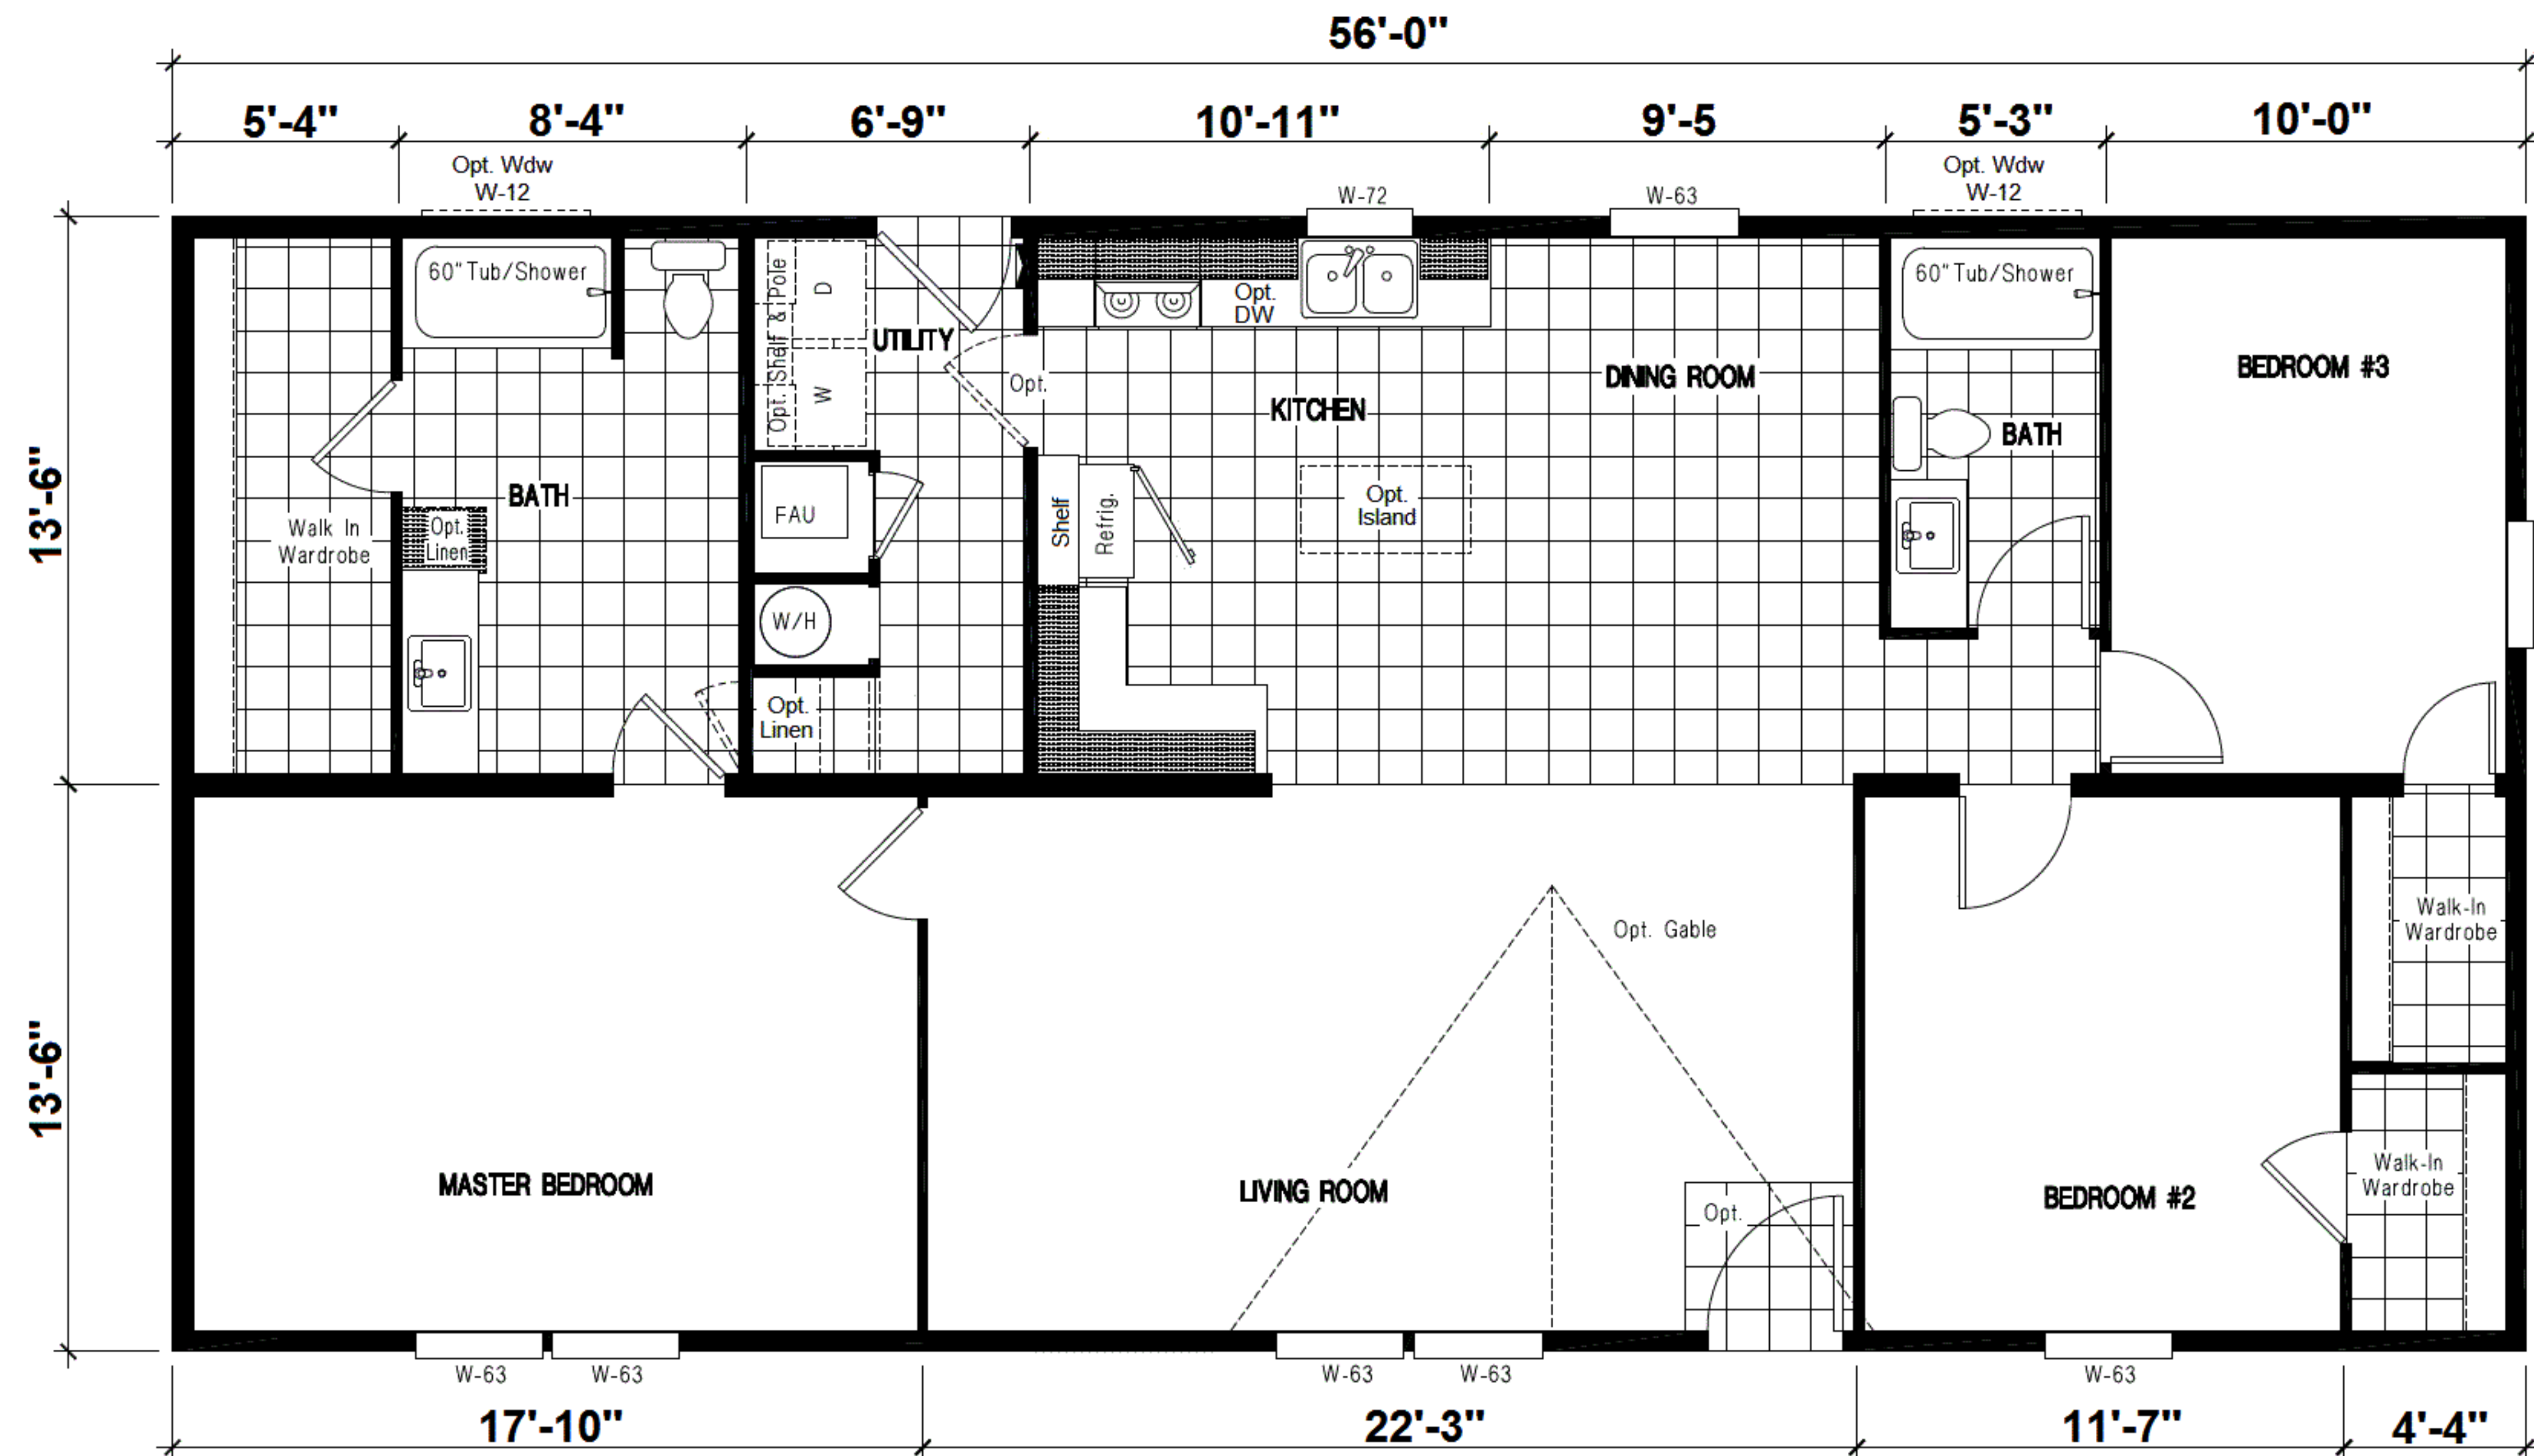 56'-0"
5'-4"
8'-4"
6'-9"
10'-11"
9'-5
5'-3"
10'-0"
Opt. Wdw
W-12
W-72
W-63
Opt. Wdw
W-12
13'-6"
13'-6"
60"Tub/Shower
Walk In
Wardrobe
BATH
Opt.
Linen
Opt. Shelf & Pole
D
W
UTILITY
Opt.
FAU
W/H
Opt.
Linen
Opt.
DW
KITCHEN
Shelf
Refrig.
Opt.
Island
DINING ROOM
60"Tub/Shower
BATH
BEDROOM #3
MASTER BEDROOM
LIVING ROOM
Opt. Gable
Opt.
BEDROOM #2
Walk-In
Wardrobe
Walk-In
Wardrobe
W-63
W-63
W-63
W-63
W-63
17'-10"
22'-3"
11'-7"
4'-4"